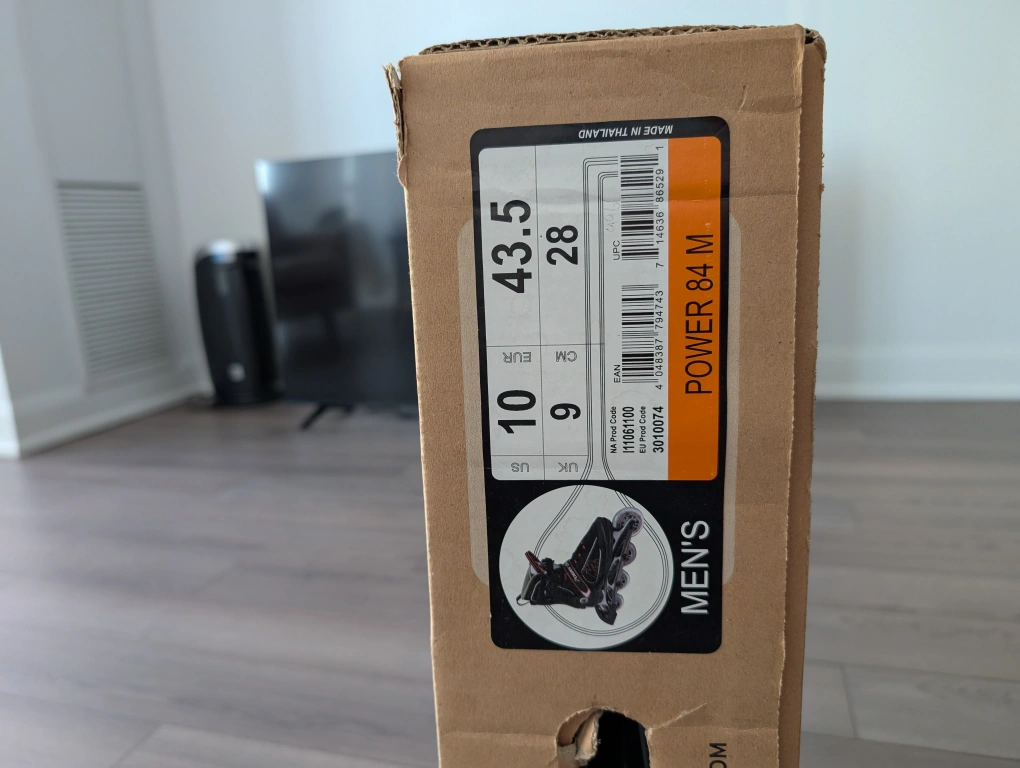 MADE IN THAILAND
US 10 EUR 43.5
UK 9 CM 28
NA Prod Code
I11061100
EU Prod Code
3010074
EAN
4 048387 794743
UPC
7 14636 86529 1
POWER 84 M
MEN'S
OM